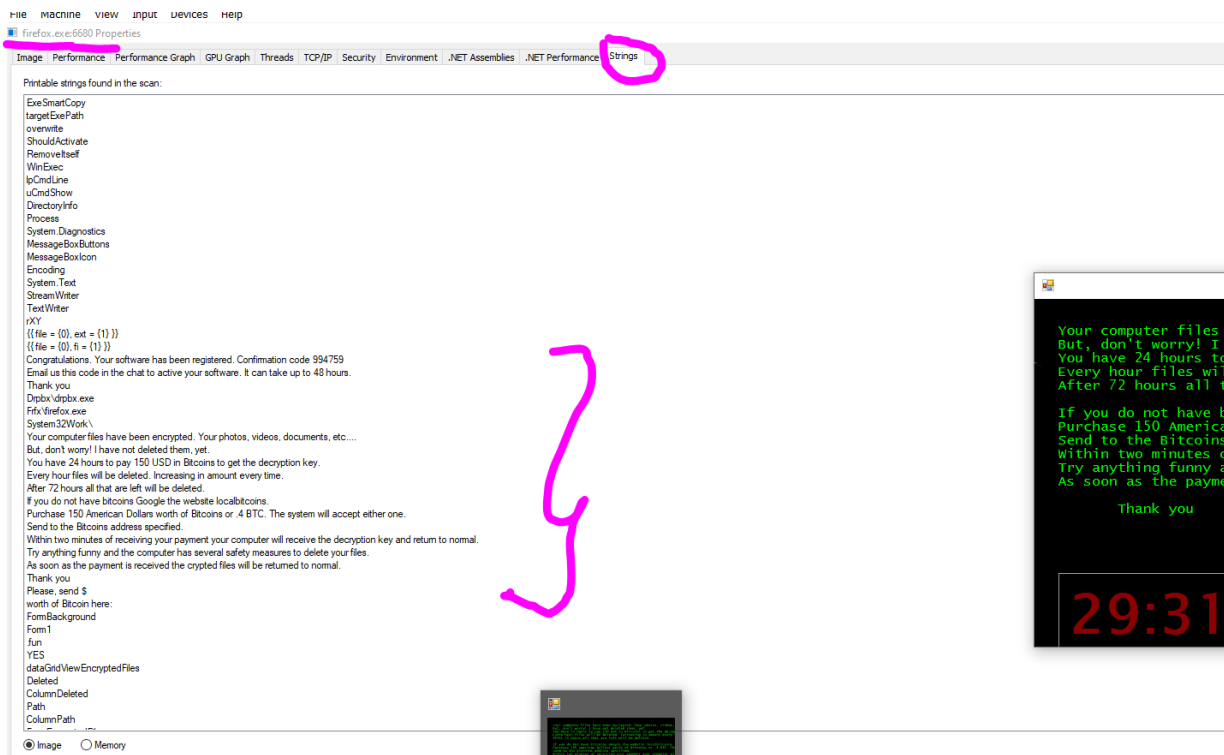 File Machine View Input Devices Help
firefox.exe:6680 Properties
Image Performance Performance Graph GPU Graph Threads TCP/IP Security Environment .NET Assemblies .NET Performance Strings
Printable strings found in the scan:
ExeSmartCopy
targetExePath
overwrite
ShouldActivate
RemoveItself
WinExec
lpCmdLine
uCmdShow
DirectoryInfo
Process
System.Diagnostics
MessageBoxButtons
MessageBoxIcon
Encoding
System.Text
StreamWriter
TextWriter
rXY
{{ file = {0}, ext = {1} }}
{{ file = {0}, fi = {1} }}
Congratulations. Your software has been registered. Confirmation code 994759
Email us this code in the chat to active your software. It can take up to 48 hours.
Thank you
Drpbx\drpbx.exe
Frfx\firefox.exe
System32Work\
Your computer files have been encrypted. Your photos, videos, documents, etc....
But, don't worry! I have not deleted them, yet.
You have 24 hours to pay 150 USD in Bitcoins to get the decryption key.
Every hour files will be deleted. Increasing in amount every time.
After 72 hours all that are left will be deleted.
If you do not have bitcoins Google the website localbitcoins.
Purchase 150 American Dollars worth of Bitcoins or .4 BTC. The system will accept either one.
Send to the Bitcoins address specified.
Within two minutes of receiving your payment your computer will receive the decryption key and return to normal.
Try anything funny and the computer has several safety measures to delete your files.
As soon as the payment is received the crypted files will be returned to normal.
Thank you
Please, send $
worth of Bitcoin here:
FormBackground
Form1
.fun
YES
dataGridViewEncryptedFiles
Deleted
ColumnDeleted
Path
ColumnPath
Image Memory
Your computer files
But, don't worry! I
You have 24 hours to
Every hour files wil
After 72 hours all t
If you do not have b
Purchase 150 America
Send to the Bitcoins
Within two minutes o
Try anything funny a
As soon as the payme
Thank you
29:31